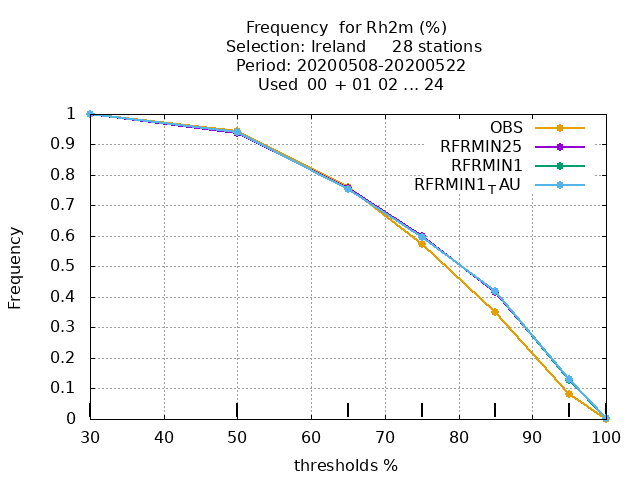 Frequency  for Rh2m (%)
Selection: Ireland     28 stations
Period: 20200508-20200522
Used  00 + 01 02 ... 24
OBS
RFRMIN25
RFRMIN1
RFRMIN1_TAU
Frequency
1
0.9
0.8
0.7
0.6
0.5
0.4
0.3
0.2
0.1
0
30 40 50 60 70 80 90 100
thresholds %